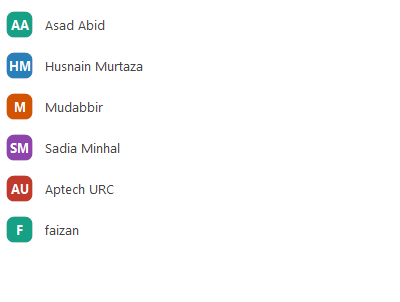 AA Asad Abid
HM Husnain Murtaza
M Mudabbir
SM Sadia Minhal
AU Aptech URC
F faizan